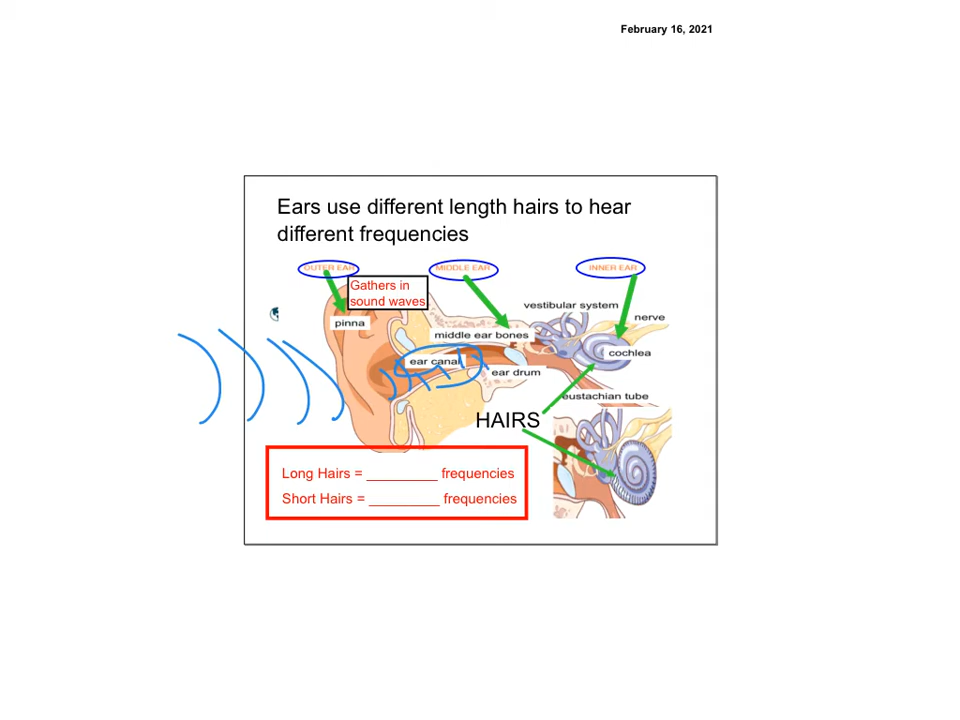 February 16, 2021
Ears use different length hairs to hear
different frequencies
OUTER EAR
MIDDLE EAR
INNER EAR
Gathers in
sound waves
vestibular system
nerve
pinna
middle ear bones
cochlea
ear canal
ear drum
eustachian tube
HAIRS
Long Hairs = _________ frequencies
Short Hairs = _________ frequencies